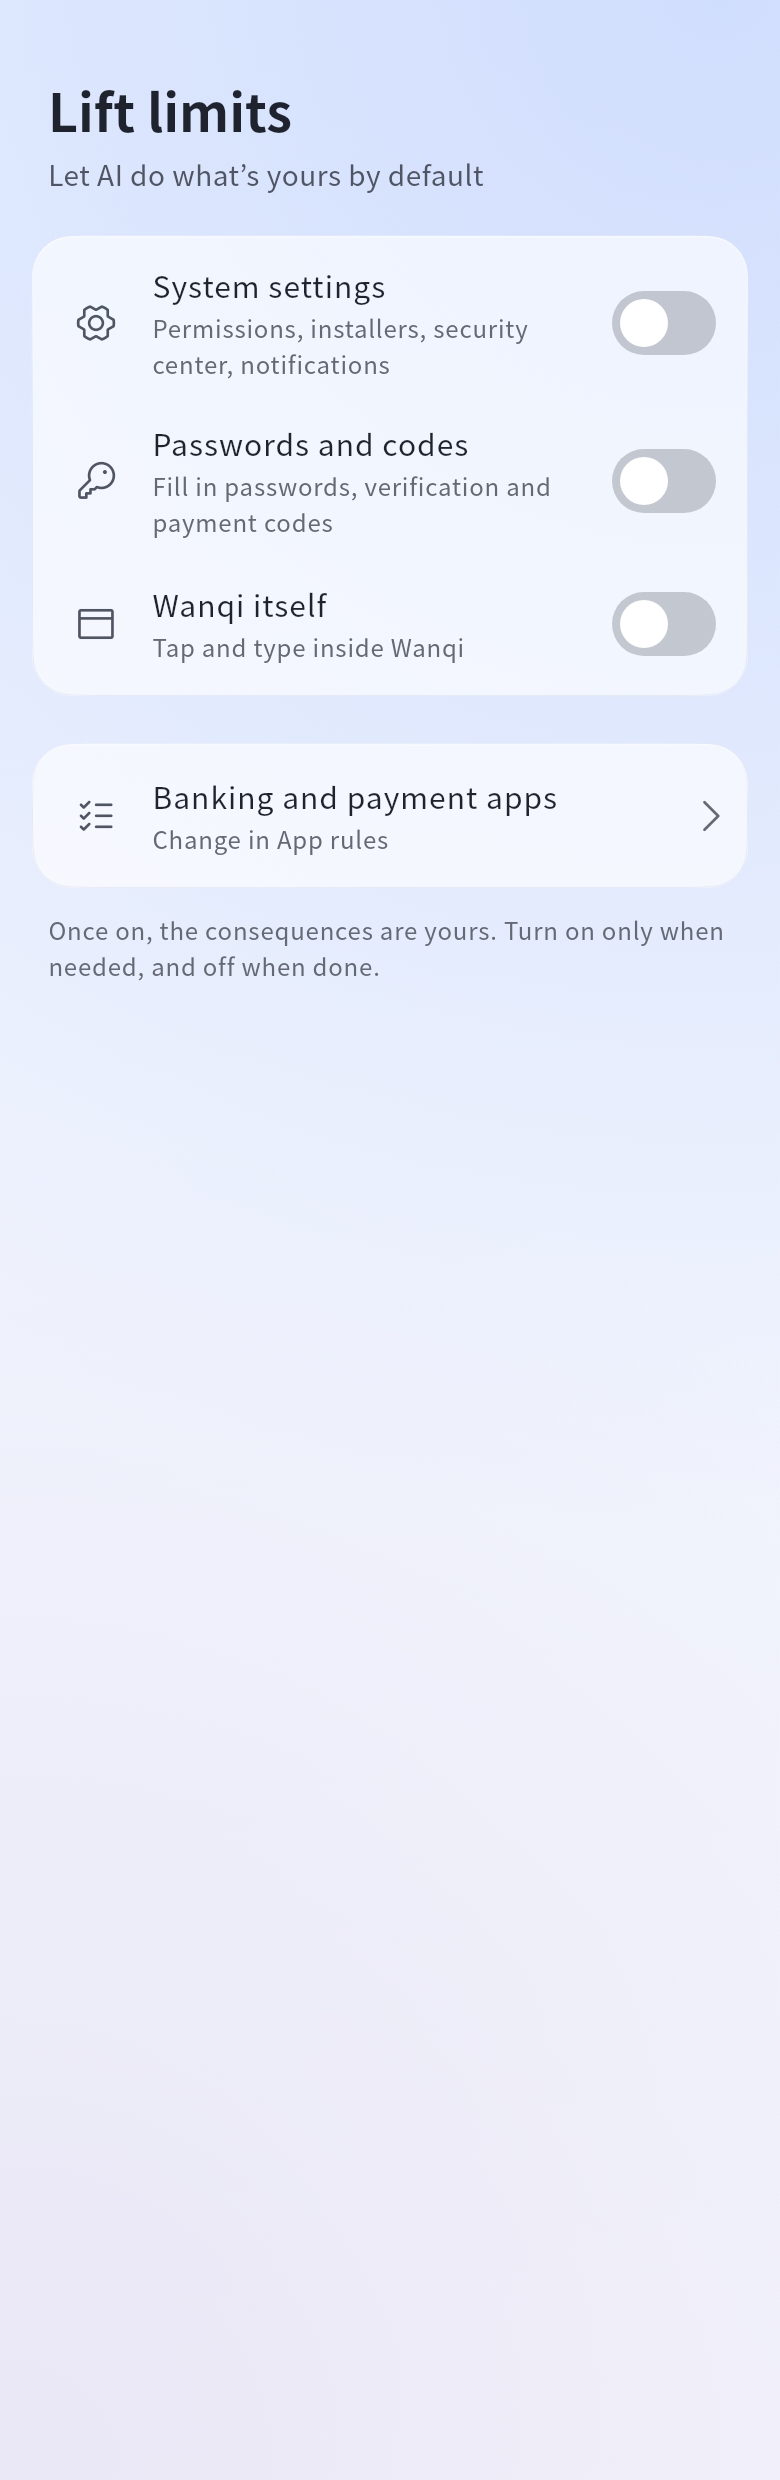 Lift limits
Let AI do what’s yours by default
System settings
Permissions, installers, security
center, notifications
Passwords and codes
Fill in passwords, verification and
payment codes
Wanqi itself
Tap and type inside Wanqi
Banking and payment apps
Change in App rules
Once on, the consequences are yours. Turn on only when
needed, and off when done.